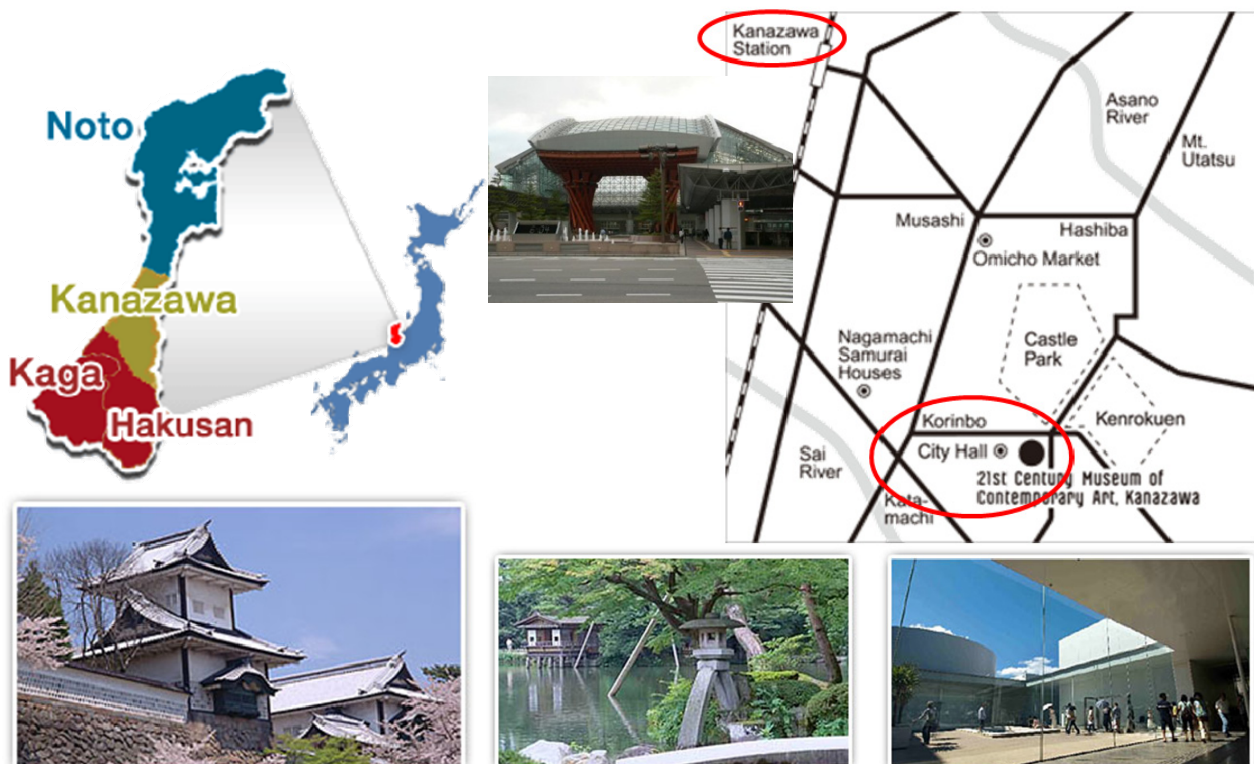 Noto
Kanazawa
Kaga
Hakusan
Kanazawa
Station
Asano
River
Mt.
Utatsu
Musashi
Hashiba
Omicho Market
Nagamachi
Samurai
Houses
Castle
Park
Korinbo
Kenrokuen
City Hall
Sai
River
21st Century Museum of
Contemporary Art, Kanazawa
Kata-
machi